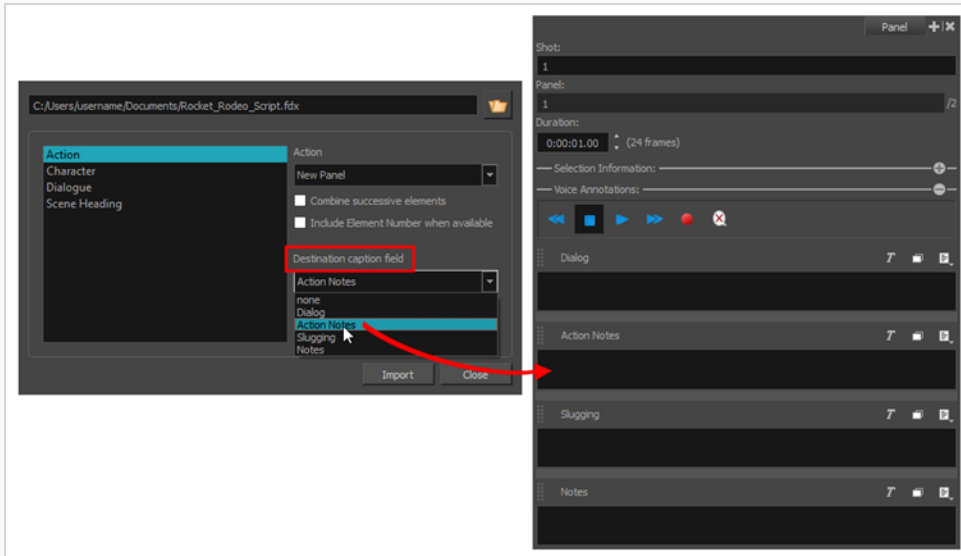 C:/Users/username/Documents/Rocket_Rodeo_Script.fdx
Action
Character
Dialogue
Scene Heading
Action
New Panel
Combine successive elements
Include Element Number when available
Destination caption field
Action Notes
none
Dialog
Action Notes
Slugging
Notes
Import
Close
Panel
Shot:
1
Panel:
1 /2
Duration:
0:00:01.00 (24 frames)
Selection Information:
Voice Annotations:
Dialog
Action Notes
Slugging
Notes